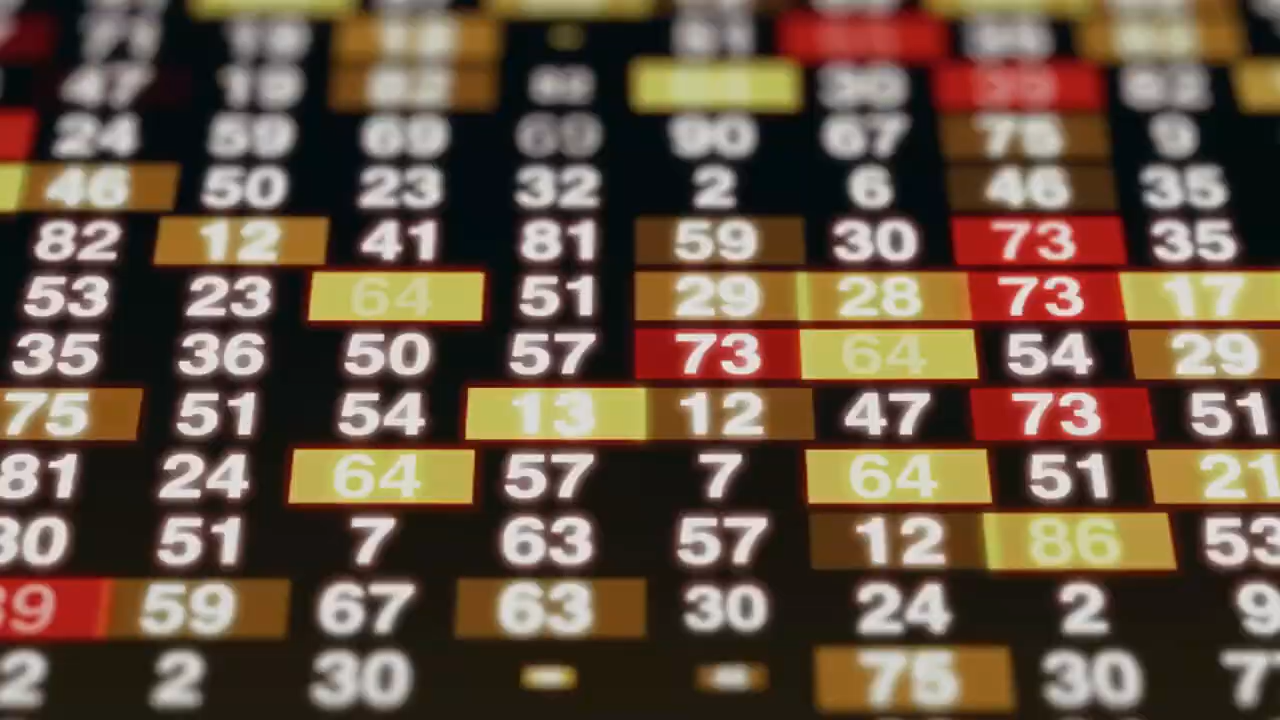 24 59 69 69 90 67 75 9
46 50 23 32 2 6 46 35
82 12 41 81 59 30 73 35
53 23 64 51 29 28 73 17
35 36 50 57 73 64 54 29
75 51 54 13 12 47 73 51
81 24 64 57 7 64 51 21
30 51 7 63 57 12 86 53
59 67 63 30 24 2
2 2 30 75 30